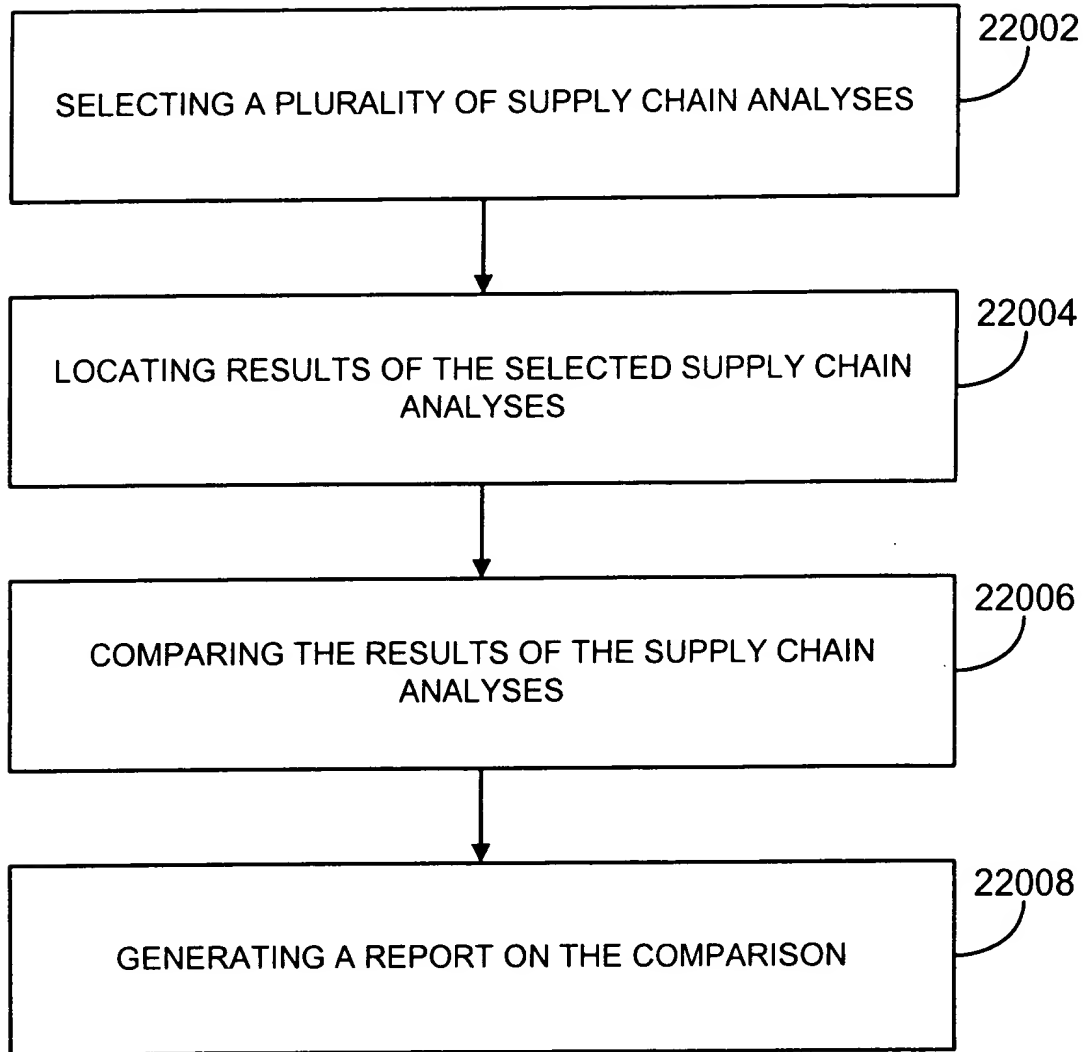 22002
SELECTING A PLURALITY OF SUPPLY CHAIN ANALYSES
22004
LOCATING RESULTS OF THE SELECTED SUPPLY CHAIN
ANALYSES
22006
COMPARING THE RESULTS OF THE SUPPLY CHAIN
ANALYSES
22008
GENERATING A REPORT ON THE COMPARISON